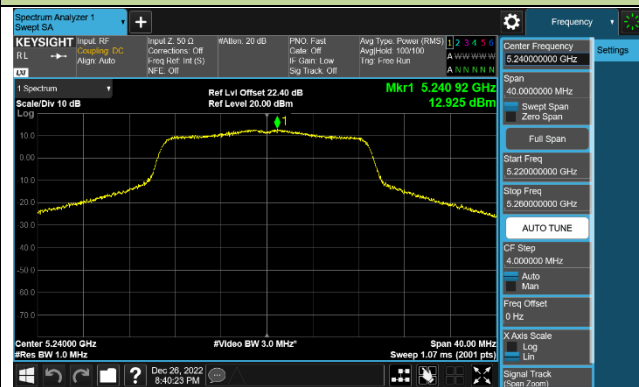 Spectrum Analyzer 1
Swept SA
+
Frequency
KEYSIGHT
Input: RF
Input Z: 50 Ω
#Atten: 20 dB
PNO: Fast
Avg Type: Power (RMS)
1 2 3 4 5 6
RL
Coupling: DC
Corrections: Off
Gate: Off
Avg|Hold: 100/100
A W W W W W
Align: Auto
Freq Ref: Int (S)
IF Gain: Low
Trig: Free Run
NFE: Off
Sig Track: Off
A N N N N N
LXI
1 Spectrum
Ref Lvl Offset 22.40 dB
Mkr1 5.240 92 GHz
Scale/Div 10 dB
Ref Level 20.00 dBm
12.925 dBm
Log
1
10.0
0.00
-10.0
-20.0
-30.0
-40.0
-50.0
-60.0
-70.0
Center 5.24000 GHz
#Video BW 3.0 MHz*
Span 40.00 MHz
#Res BW 1.0 MHz
Sweep 1.07 ms (2001 pts)
Dec 26, 2022
8:40:23 PM
?
Center Frequency
5.240000000 GHz
Settings
Span
40.0000000 MHz
Swept Span
Zero Span
Full Span
Start Freq
5.220000000 GHz
Stop Freq
5.260000000 GHz
AUTO TUNE
CF Step
4.000000 MHz
Auto
Man
Freq Offset
0 Hz
X Axis Scale
Log
Lin
Signal Track
(Span Zoom)